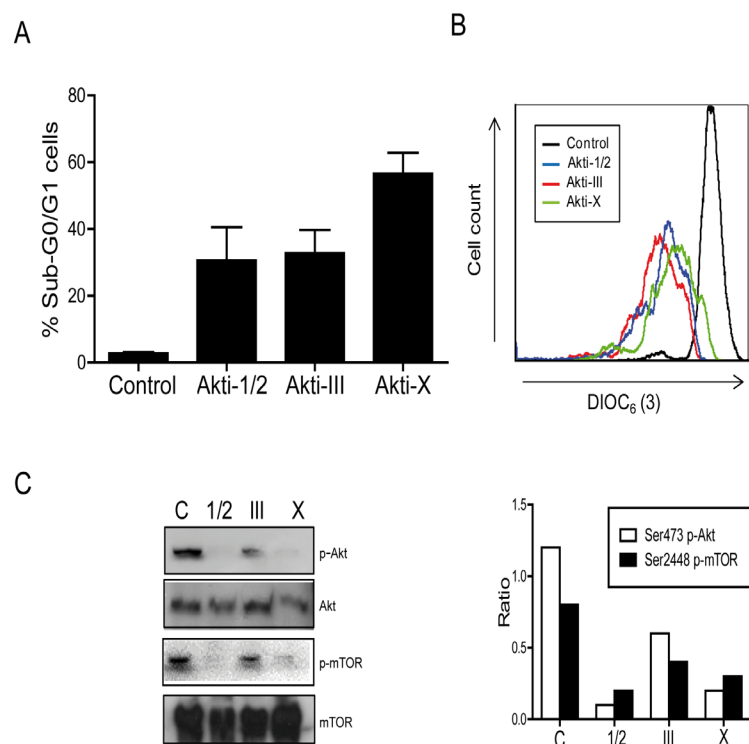 A
% Sub-G0/G1 cells
80
60
40
20
0
Control Akti-1/2 Akti-III Akti-X
B
Cell count
Control
Akti-1/2
Akti-III
Akti-X
DIOC6 (3)
C
C 1/2 III X
p-Akt
Akt
p-mTOR
mTOR
Ratio
1.5
1.0
0.5
0.0
Ser473 p-Akt
Ser2448 p-mTOR
C 1/2 III X